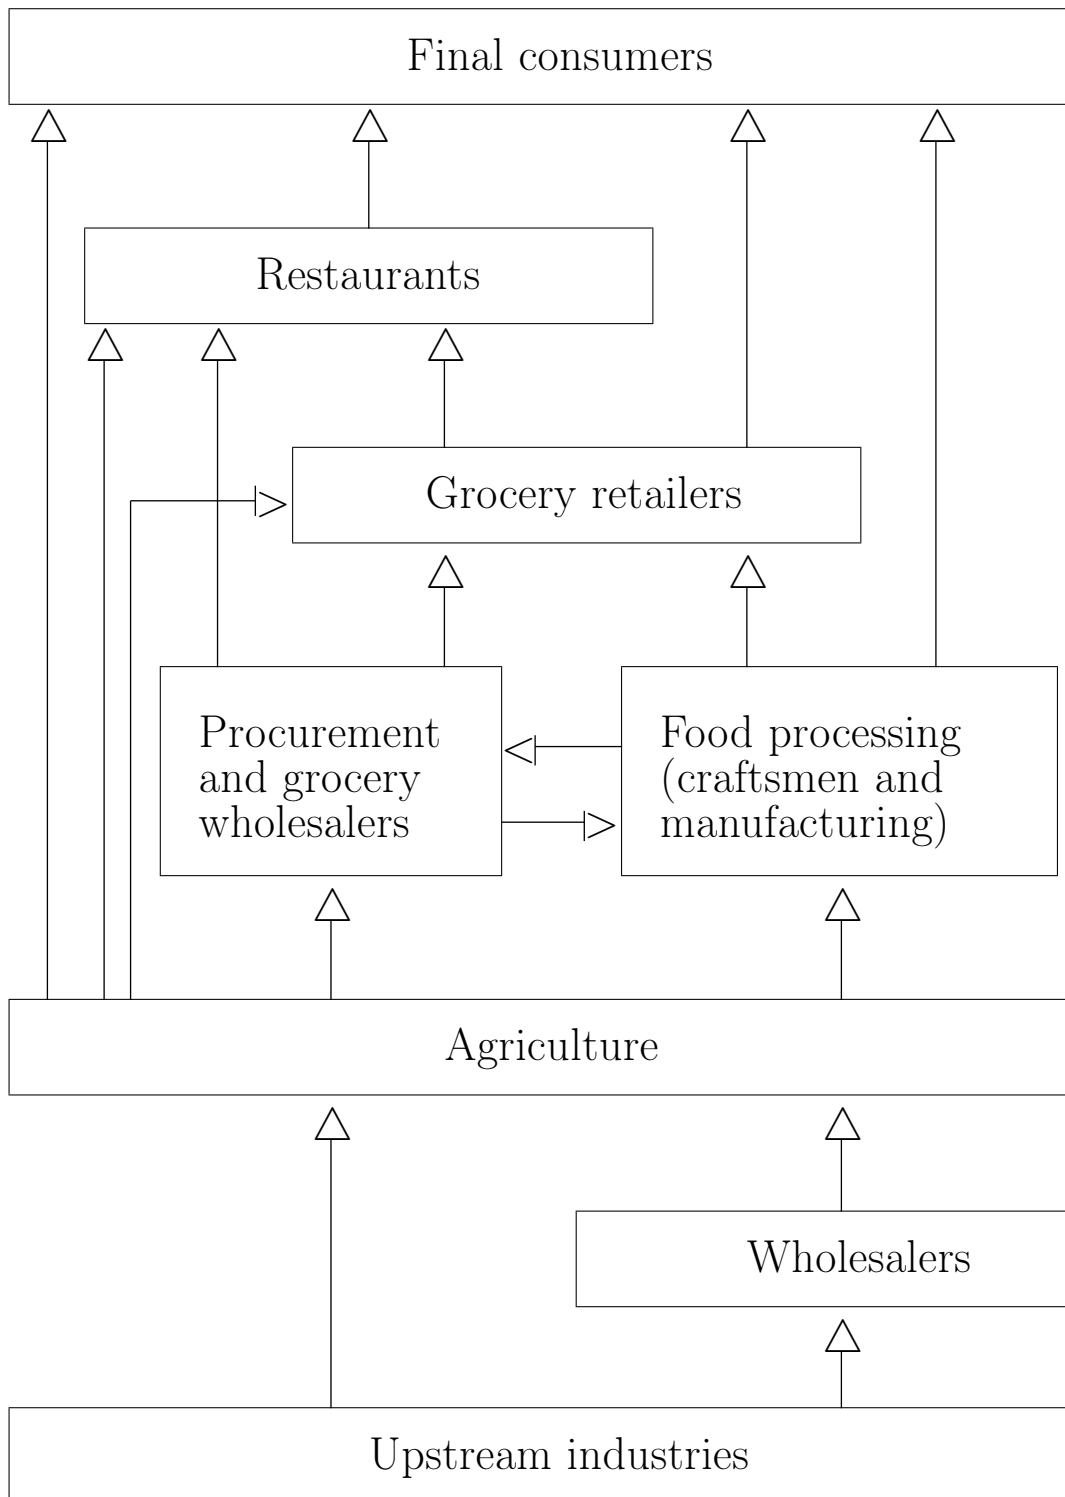 Final consumers
Restaurants
Grocery retailers
Procurement
and grocery
wholesalers
Food processing
(craftsmen and
manufacturing)
Agriculture
Wholesalers
Upstream industries